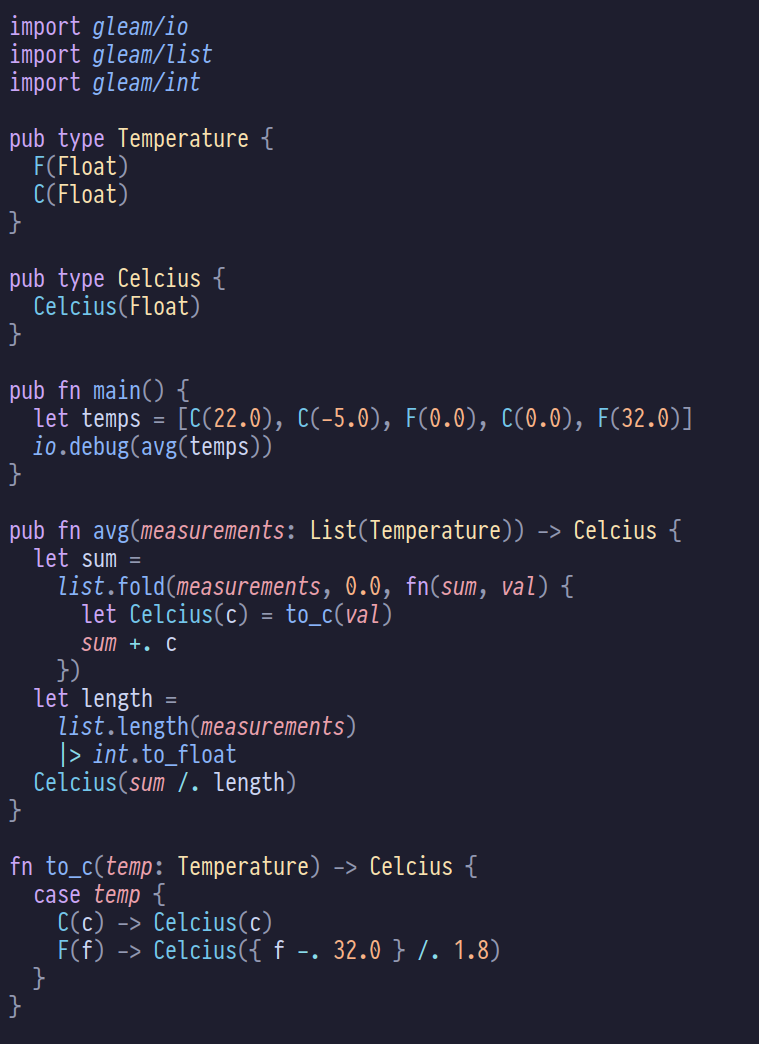 import gleam/io
import gleam/list
import gleam/int

pub type Temperature {
  F(Float)
  C(Float)
}

pub type Celcius {
  Celcius(Float)
}

pub fn main() {
  let temps = [C(22.0), C(-5.0), F(0.0), C(0.0), F(32.0)]
  io.debug(avg(temps))
}

pub fn avg(measurements: List(Temperature)) -> Celcius {
  let sum =
    list.fold(measurements, 0.0, fn(sum, val) {
      let Celcius(c) = to_c(val)
      sum +. c
    })
  let length =
    list.length(measurements)
    |> int.to_float
  Celcius(sum /. length)
}

fn to_c(temp: Temperature) -> Celcius {
  case temp {
    C(c) -> Celcius(c)
    F(f) -> Celcius({ f -. 32.0 } /. 1.8)
  }
}